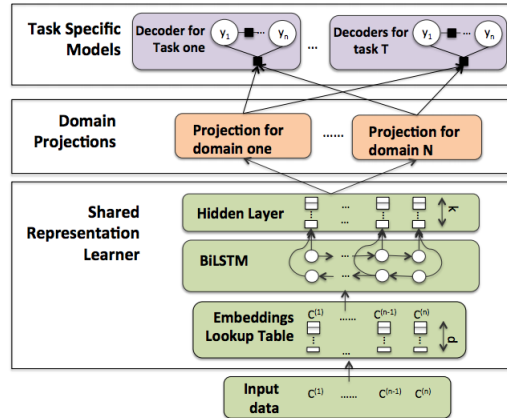 Task Specific
Models
Decoder for
Task one
y1
...
yn
...
Decoders for
task T
y1
...
yn
Domain
Projections
Projection for
domain one
......
Projection for
domain N
Shared
Representation
Learner
Hidden Layer
...
...
k
BiLSTM
...
...
Embeddings
Lookup Table
C(1) ...... C(n-1) C(n)
...
d
Input
data
C(1) ...... C(n-1) C(n)